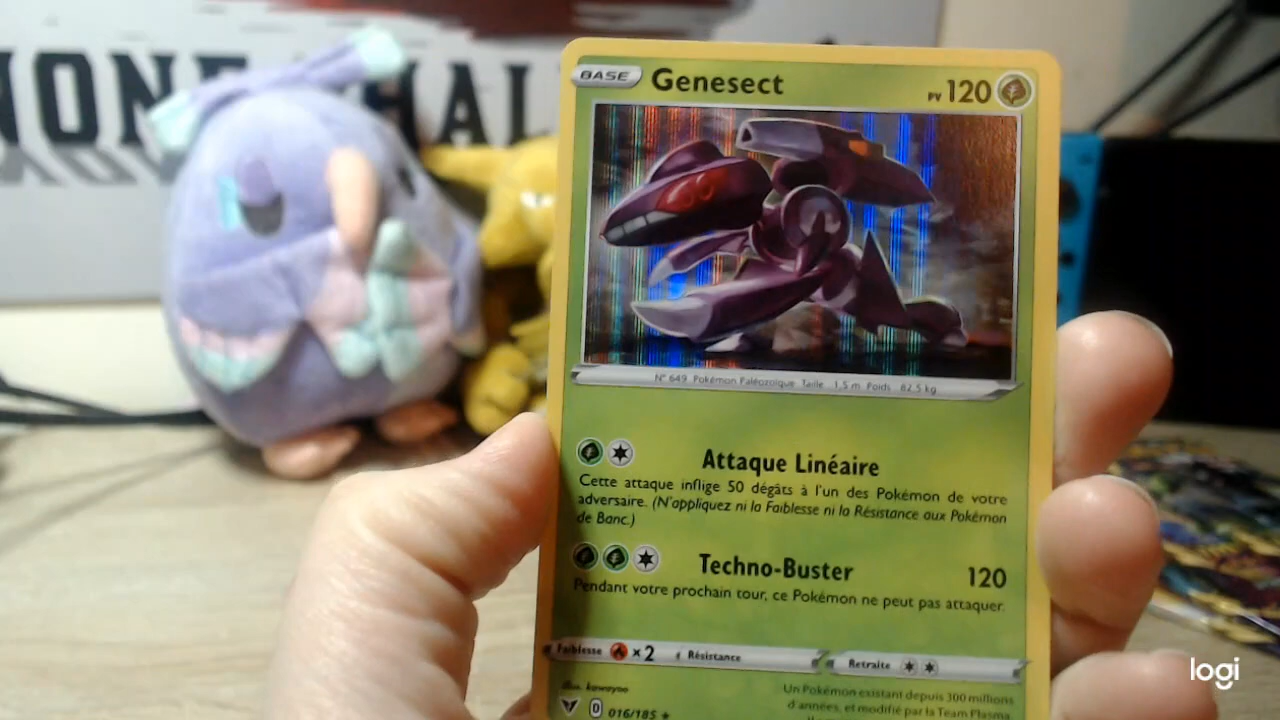 BASE Genesect PV 120
N° 649 Pokémon Paléozoïque Taille 1,5 m Poids 82,5 kg
Attaque Linéaire
Cette attaque inflige 50 dégâts à l'un des Pokémon de votre
adversaire. (N'appliquez ni la Faiblesse ni la Résistance aux Pokémon
de Banc.)
Techno-Buster 120
Pendant votre prochain tour, ce Pokémon ne peut pas attaquer.
Faiblesse ×2 Résistance Retraite
Illus. kawayoo
D 016/185 ★
Un Pokémon existant depuis 300 millions
d'années, et modifié par la Team Plasma
logi